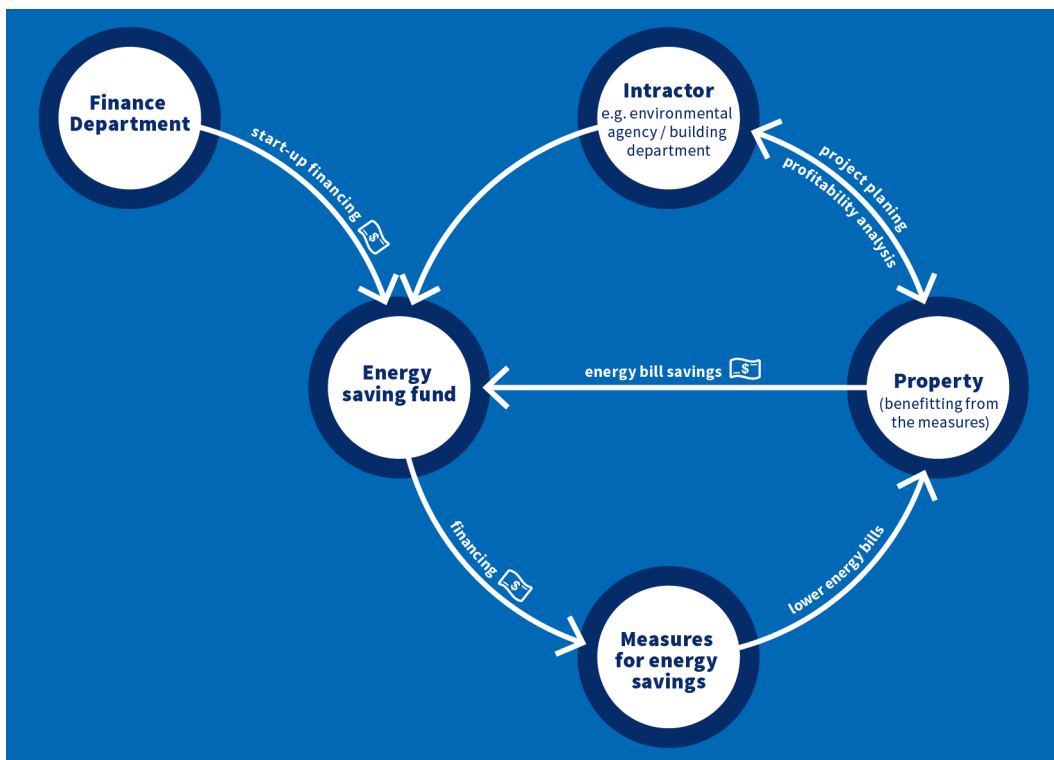 Finance
Department
start-up financing
$
Intractor
e.g. environmental
agency / building
department
project planing
profitability analysis
Energy
saving fund
energy bill savings
$
Property
(benefitting from
the measures)
financing
$
lower energy bills
Measures
for energy
savings